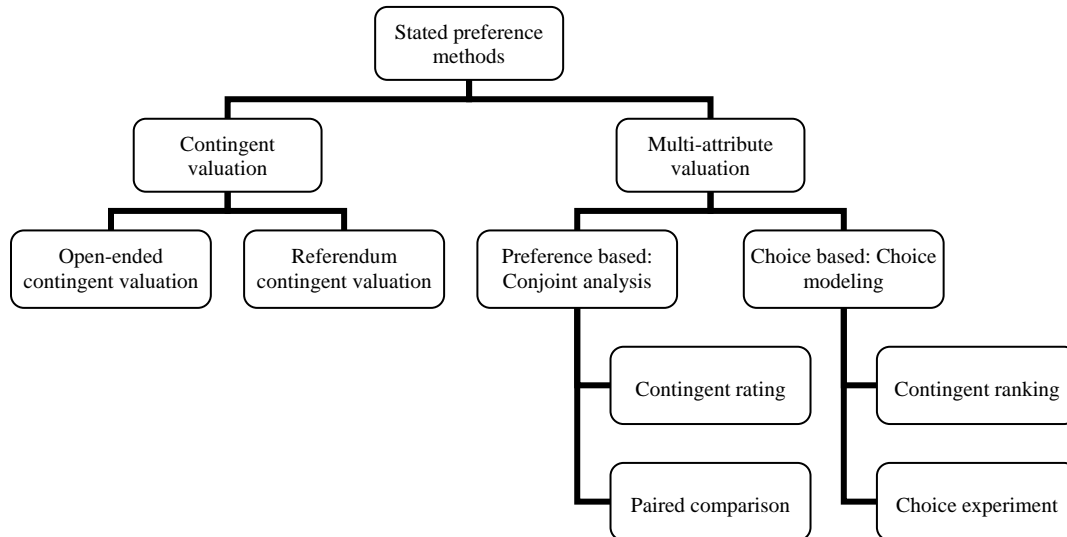 Stated preference
methods
Contingent
valuation
Multi-attribute
valuation
Open-ended
contingent valuation
Referendum
contingent valuation
Preference based:
Conjoint analysis
Choice based: Choice
modeling
Contingent rating
Contingent ranking
Paired comparison
Choice experiment